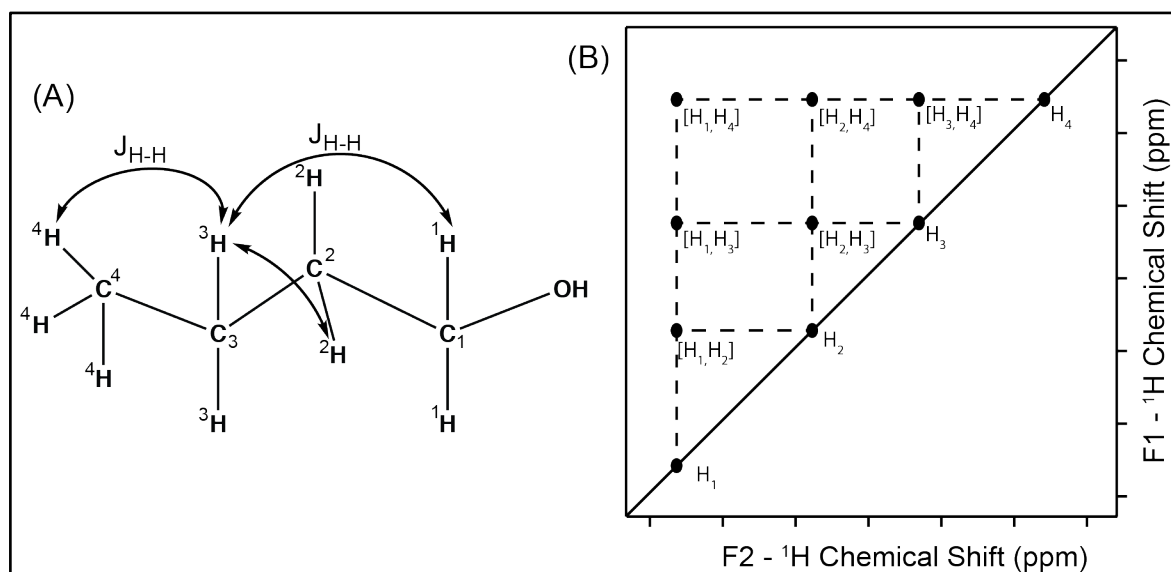 (A)
J_H-H
J_H-H
²H
⁴H
³H
¹H
C⁴
C²
OH
⁴H
C₃
²H
C₁
⁴H
³H
¹H
(B)
[H₁,H₄]
[H₂,H₄]
[H₃,H₄]
H₄
[H₁,H₃]
[H₂,H₃]
H₃
[H₁,H₂]
H₂
H₁
F2 - ¹H Chemical Shift (ppm)
F1 - ¹H Chemical Shift (ppm)